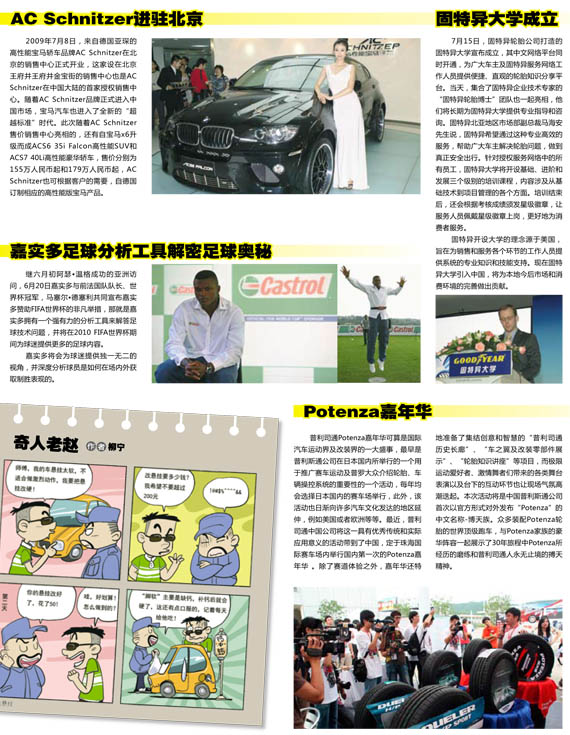 AC Schnitzer进驻北京
2009年7月8日，来自德国亚琛的
高性能宝马轿车品牌AC Schnitzer在北
京的销售中心正式开业，这家设在北京
王府井王府井金宝街的销售中心也是AC
Schnitzer在中国大陆的首家授权销售中
心。随着AC Schnitzer品牌正式进入中
国市场，宝马汽车也进入了全新的“超
越标准”时代。此次随着AC Schnitzer
售价销售中心亮相的，还有自宝马x6升
级而成ACS6 35i Falcon高性能SUV和
ACS7 40Li高性能豪华轿车，售价分别为
155万人民币起和179万人民币起，AC
Schnitzer也可根据客户的需要，自德国
订制相应的高性能版宝马产品。
AC SCHNITZER
FALCON
固特异大学成立
7月15日，固特异轮胎公司打造的
固特异大学宣布成立，其中文网络平台同
时开通，为广大车主及固特异服务网络工
作人员提供便捷、直观的轮胎知识分享平
台。当天，集合了固特异企业技术专家的
“固特异轮胎博士”团队也一起亮相，他
们将长期为固特异大学提供专业指导和咨
询。固特异北亚地区市场部副总裁马海安
先生说，固特异希望通过这种专业高效的
服务，帮助广大车主解决轮胎问题，做到
真正安全出行。针对授权服务网络中的所
有员工，固特异大学将开设基础、进阶和
发展三个级别的培训课程，内容涉及从基
础技术到项目管理的各个方面。培训结束
后，还会根据考核成绩颁发星级徽章，让
服务人员佩戴星级徽章上岗，更好地为消
费者服务。
固特异开设大学的理念源于美国，
旨在为销售和服务各个环节的工作人员提
供系统的专业知识和技能支持。现在固特
异大学引入中国，将为本地今后市场和消
费环境的完善做出贡献。
GOODYEAR
固特异大学
嘉实多足球分析工具解密足球奥秘
继六月初阿瑟·温格成功的亚洲访
问，6月20日嘉实多与前法国队队长、世
界杯冠军，马塞尔·德塞利共同宣布嘉实
多赞助FIFA世界杯的非凡举措，那就是嘉
实多拥有一个强有力的分析工具来解答足
球技术问题，并将在2010 FIFA世界杯期
间为球迷提供更多的足球内容。
嘉实多将会为球迷提供独一无二的
视角，并深度分析球员是如何在场内外获
取制胜表现的。
Castrol
Potenza嘉年华
普利司通Potenza嘉年华可算是国际
汽车运动界及改装界的一大盛事，最早是
普利斯通公司在日本国内所举行的一个用
于推广赛车运动及普罗大众介绍轮胎、车
辆操控系统的重要性的一个活动，每年均
会选择日本国内的赛车场举行，此外，该
活动也日渐向许多汽车文化发达的地区延
伸，例如美国或者欧洲等等。最近，普利
司通中国公司将这一具有优秀传统和实际
应用意义的活动带到了中国，定于珠海国
际赛车场内举行国内第一次的Potenza嘉
年华 。除了赛道体验之外，嘉年华还特
地准备了集结创意和智慧的“普利司通
历史长廊”、“车之翼及改装零部件展
示”、“轮胎知识讲座”等项目，而极限
运动爱好者、激情舞者们带来的各类舞台
表演以及台下的互动环节也让现场气氛高
潮迭起。本次活动将是中国普利斯通公司
首次以官方形式对外发布“Potenza”的
中文名称-博天族。众多装配Potenza轮
胎的世界顶级跑车，与Potenza家族的豪
华阵容一起展示了30年旅程中Potenza所
经历的磨练和普利司通人永无止境的搏天
精神。
DUELER
H/P SPORT
DUELER
奇人老赵 作者柳宁
师傅，我的车悬挂太软，不
适合做激烈动作，我要把悬
挂改硬！
改悬挂要多少钱？
我希望不要超过
200元
!@#$%^^^^&&
第二天
你的悬挂改好
了，花了50！
哇，好划算！
怎么做到的？
“脚软”主要是缺钙，补钙后就会
硬了，这还有点口服的，记着每天
给他吃！